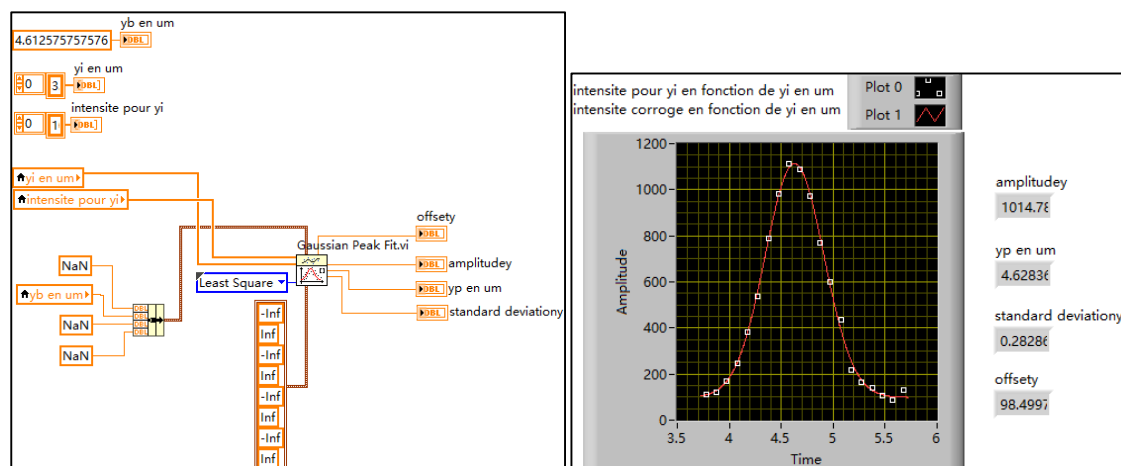 yb en um
4.612575757576
DBL
yi en um
0
3
DBL]
intensite pour yi
0
1
DBL]
yi en um
intensite pour yi
offsety
DBL
Gaussian Peak Fit.vi
NaN
Least Square
DBL
amplitudey
yb en um
DBL
yp en um
NaN
DBL
standard deviationy
NaN
DBL
DBL
DBL
DBL
-Inf
Inf
-Inf
Inf
-Inf
Inf
-Inf
Inf
intensite pour yi en fonction de yi en um
intensite corroge en fonction de yi en um
Plot 0
Plot 1
Amplitude
1200
1000
800
600
400
200
0
3.5 4 4.5 5 5.5 6
Time
amplitudey
1014.78
yp en um
4.62836
standard deviationy
0.28286
offsety
98.4997